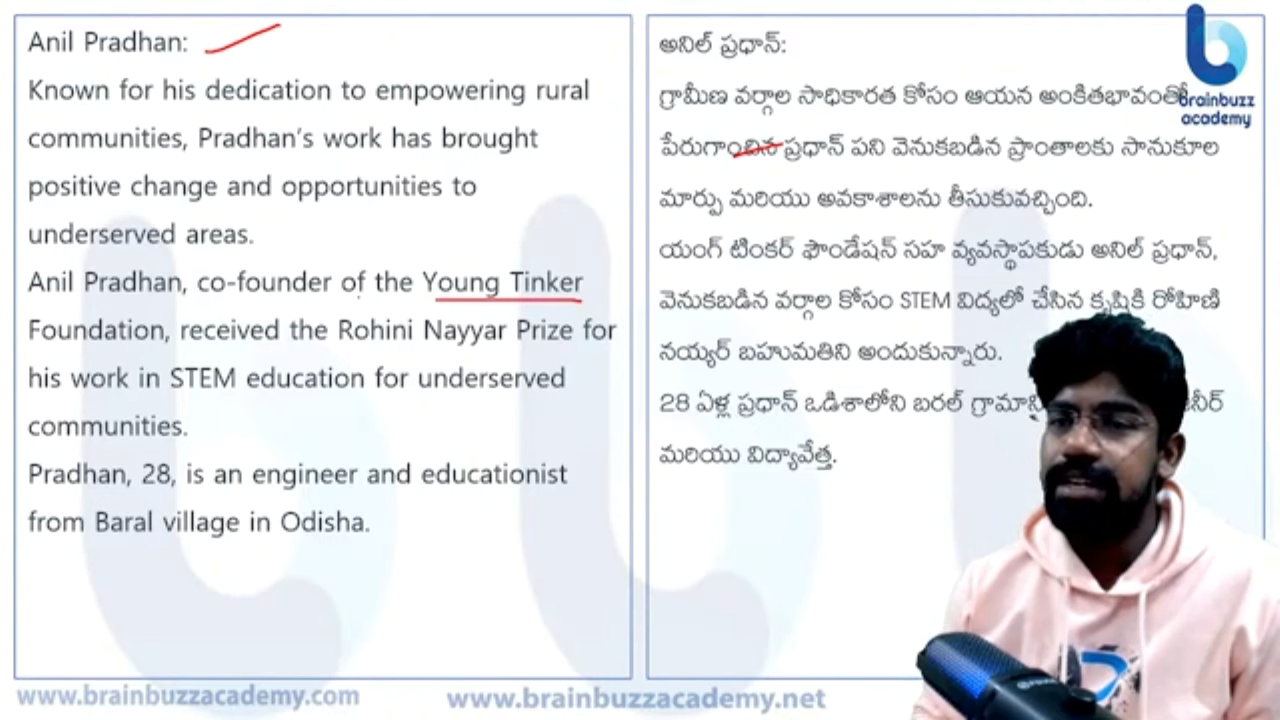 Anil Pradhan:
Known for his dedication to empowering rural
communities, Pradhan's work has brought
positive change and opportunities to
underserved areas.
Anil Pradhan, co-founder of the Young Tinker
Foundation, received the Rohini Nayyar Prize for
his work in STEM education for underserved
communities.
Pradhan, 28, is an engineer and educationist
from Baral village in Odisha.
అనిల్ ప్రధాన్:
గ్రామీణ వర్గాల సాధికారత కోసం ఆయన అంకితభావంతో
పేరుగాంచిన ప్రధాన్ పని వెనుకబడిన ప్రాంతాలకు సానుకూల
మార్పు మరియు అవకాశాలను తీసుకువచ్చింది.
యంగ్ టింకర్ ఫౌండేషన్ సహ వ్యవస్థాపకుడు అనిల్ ప్రధాన్,
వెనుకబడిన వర్గాల కోసం STEM విద్యలో చేసిన కృషికి రోహిణి
నయ్యర్ బహుమతిని అందుకున్నారు.
28 ఏళ్ల ప్రధాన్ ఒడిశాలోని బరల్
మరియు విద్యావేత్త.
brainbuzz
academy
www.brainbuzzacademy.com
www.brainbuzzacademy.net